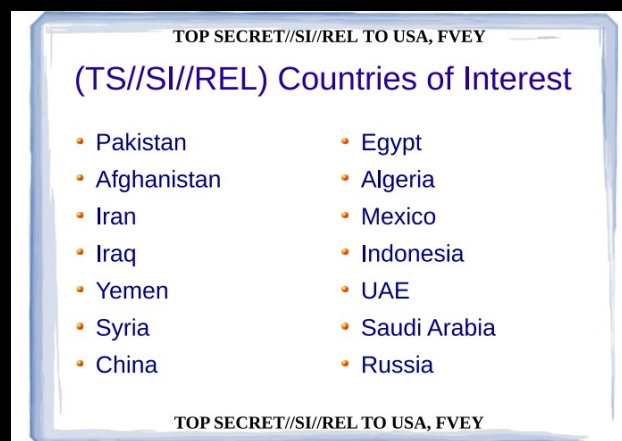 TOP SECRET//SI//REL TO USA, FVEY
(TS//SI//REL) Countries of Interest
Pakistan
Afghanistan
Iran
Iraq
Yemen
Syria
China
Egypt
Algeria
Mexico
Indonesia
UAE
Saudi Arabia
Russia
TOP SECRET//SI//REL TO USA, FVEY